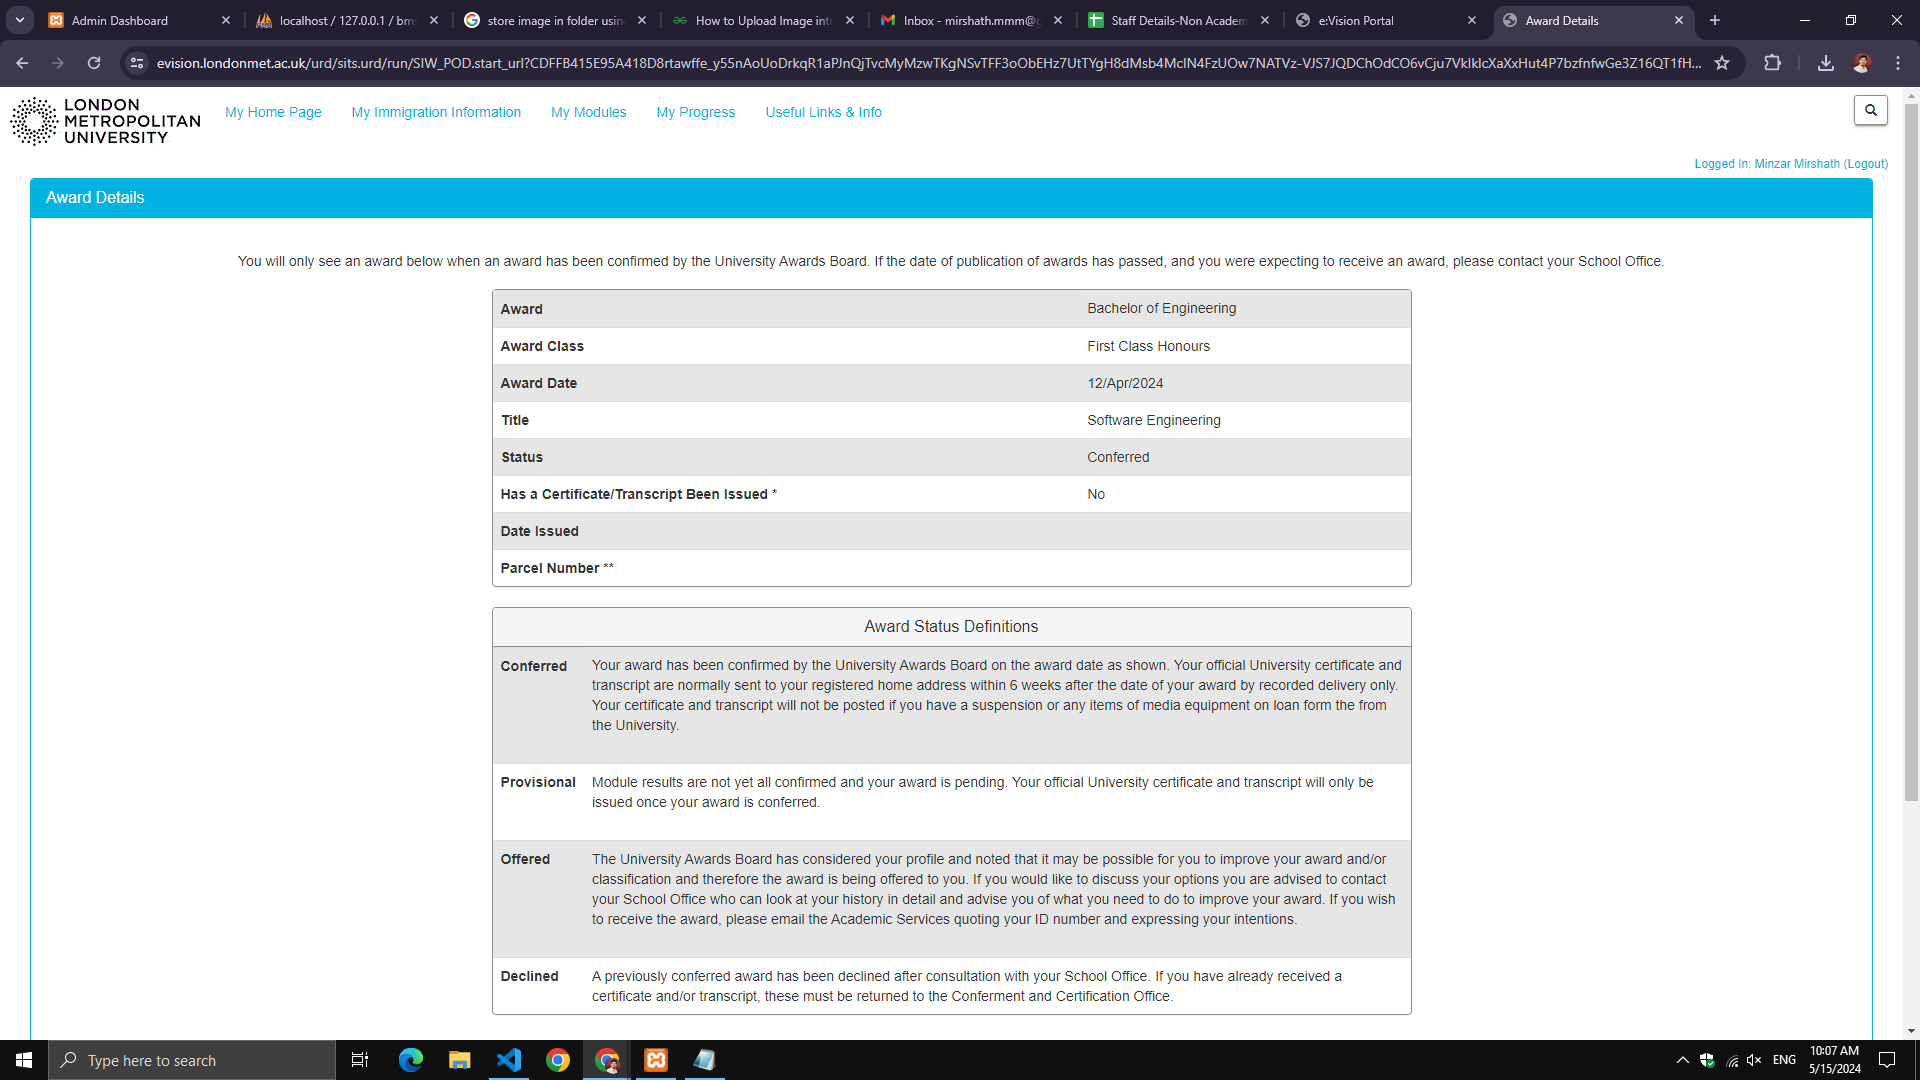 Admin Dashboard
localhost / 127.0.0.1 / bms
store image in folder usin
How to Upload Image into
Inbox - mirshath.mmm@g
Staff Details-Non Academ
e:Vision Portal
Award Details
LONDON
METROPOLITAN
UNIVERSITY
My Home Page
My Immigration Information
My Modules
My Progress
Useful Links & Info
Logged In: Minzar Mirshath (Logout)
Award Details
You will only see an award below when an award has been confirmed by the University Awards Board. If the date of publication of awards has passed, and you were expecting to receive an award, please contact your School Office.
Award Bachelor of Engineering
Award Class First Class Honours
Award Date 12/Apr/2024
Title Software Engineering
Status Conferred
Has a Certificate/Transcript Been Issued * No
Date Issued
Parcel Number **
Award Status Definitions
Conferred Your award has been confirmed by the University Awards Board on the award date as shown. Your official University certificate and
transcript are normally sent to your registered home address within 6 weeks after the date of your award by recorded delivery only.
Your certificate and transcript will not be posted if you have a suspension or any items of media equipment on loan form the from
the University.
Provisional Module results are not yet all confirmed and your award is pending. Your official University certificate and transcript will only be
issued once your award is conferred.
Offered The University Awards Board has considered your profile and noted that it may be possible for you to improve your award and/or
classification and therefore the award is being offered to you. If you would like to discuss your options you are advised to contact
your School Office who can look at your history in detail and advise you of what you need to do to improve your award. If you wish
to receive the award, please email the Academic Services quoting your ID number and expressing your intentions.
Declined A previously conferred award has been declined after consultation with your School Office. If you have already received a
certificate and/or transcript, these must be returned to the Conferment and Certification Office.
Type here to search
ENG
10:07 AM
5/15/2024